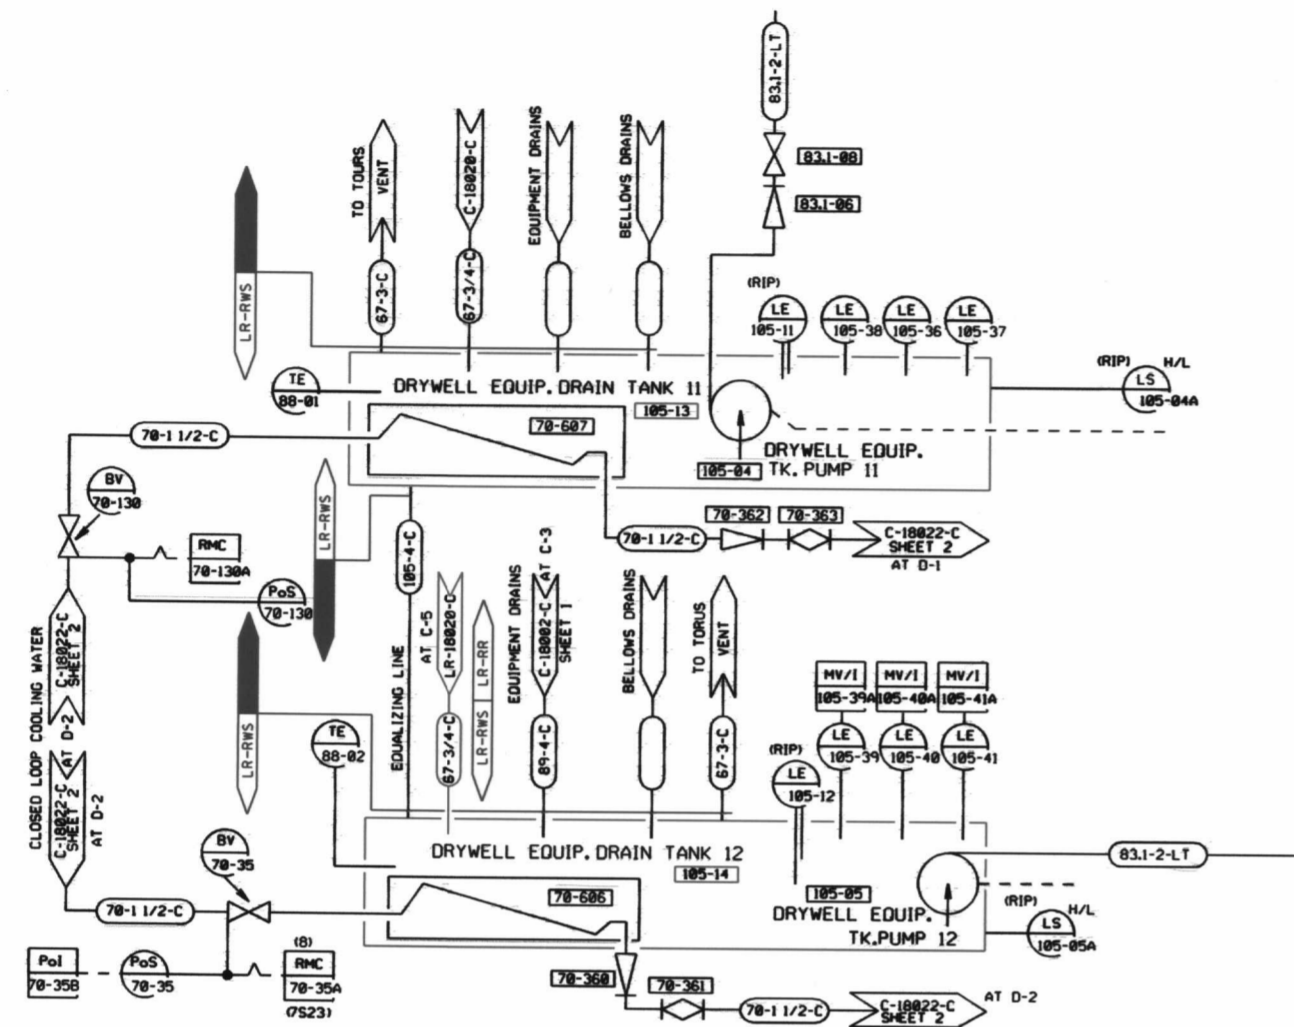 83.1-2-LT
83.1-08
83.1-06
TO TOURS
VENT
C-18020-C
EQUIPMENT DRAINS
BELLOWS DRAINS
67-3-C
67-3/4-C
LR-RWS
(RIP)
LE
105-11
LE
105-38
LE
105-36
LE
105-37
(RIP)
H/L
LS
105-04A
TE
88-01
DRYWELL EQUIP. DRAIN TANK 11
105-13
70-607
70-1 1/2-C
DRYWELL EQUIP.
TK. PUMP 11
105-04
BV
70-130
RMC
70-130A
PoS
70-130
LR-RWS
105-4-C
EQUALIZING LINE
70-1 1/2-C
70-362
70-363
C-18022-C
SHEET 2
AT D-1
CLOSED LOOP COOLING WATER
C-18022-C
SHEET 2
AT D-2
C-18022-C
SHEET 2
AT D-2
LR-RWS
AT C-5
LR-18020-C
67-3/4-C
LR-RWS
LR-RR
EQUIPMENT DRAINS
C-18002-C
AT C-3
SHEET 1
89-4-C
BELLOWS DRAINS
TO TORUS
VENT
67-3-C
MV/I
105-39A
MV/I
105-40A
MV/I
105-41A
LE
105-39
LE
105-40
LE
105-41
(RIP)
LE
105-12
TE
88-02
DRYWELL EQUIP. DRAIN TANK 12
105-14
70-606
105-05
DRYWELL EQUIP.
TK. PUMP 12
83.1-2-LT
(RIP)
H/L
LS
105-05A
BV
70-35
70-1 1/2-C
PoI
70-35B
PoS
70-35
(8)
RMC
70-35A
(7S23)
70-360
70-361
70-1 1/2-C
C-18022-C
SHEET 2
AT D-2